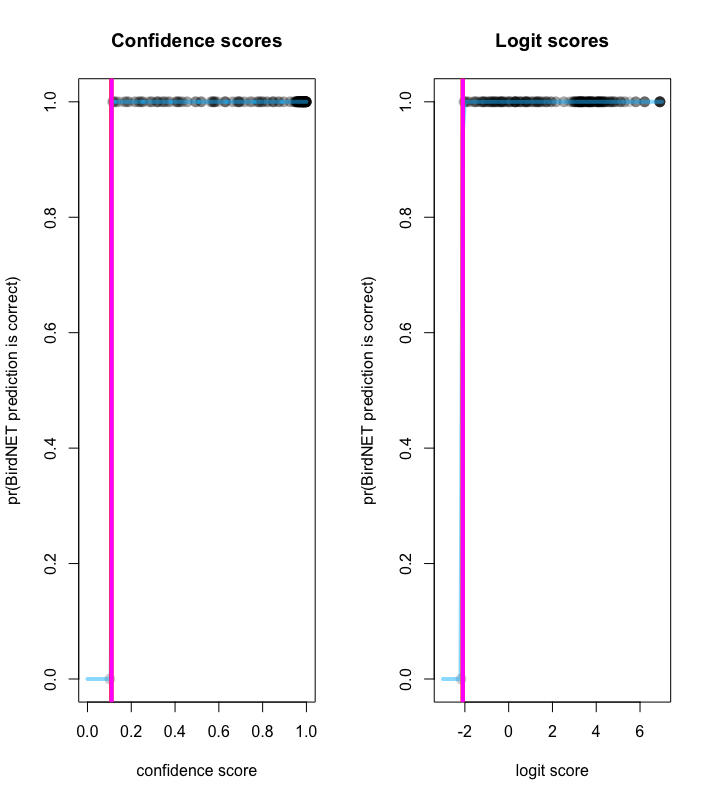 Confidence scores
pr(BirdNET prediction is correct)
1.0
0.8
0.6
0.4
0.2
0.0
0.0 0.2 0.4 0.6 0.8 1.0
confidence score
Logit scores
pr(BirdNET prediction is correct)
1.0
0.8
0.6
0.4
0.2
0.0
-2 0 2 4 6
logit score